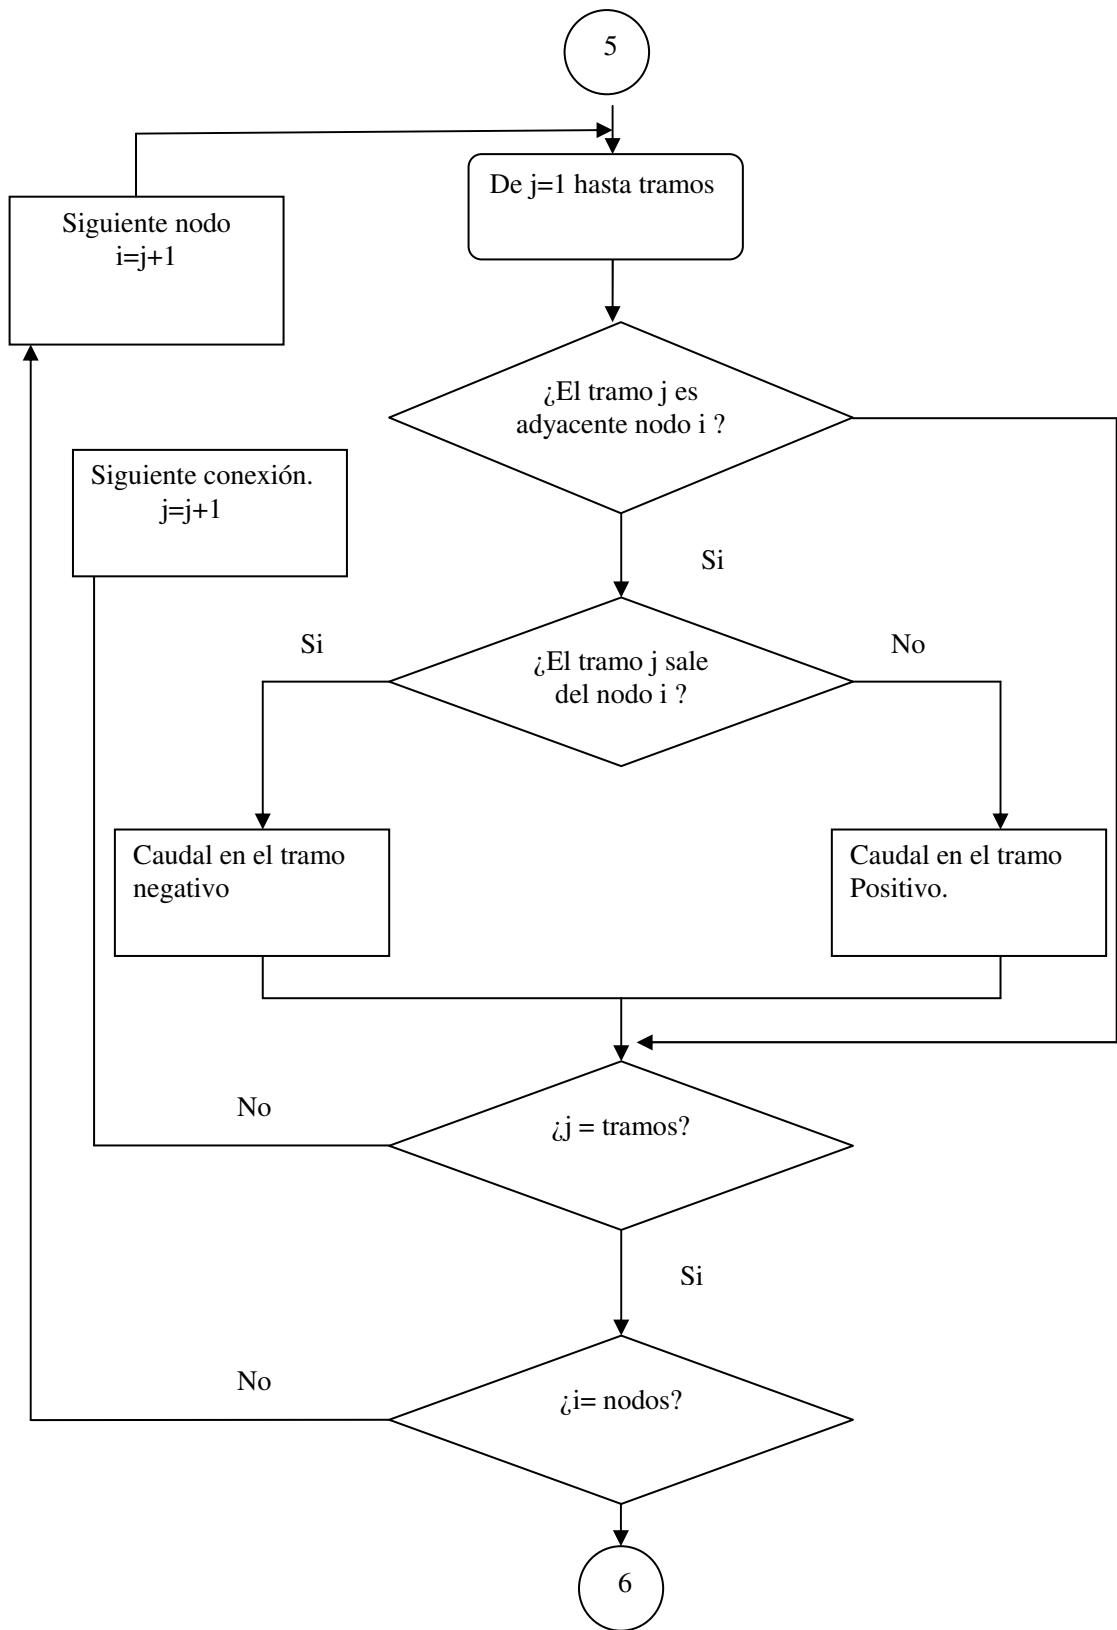 5
De j=1 hasta tramos
Siguiente nodo
i=j+1
¿El tramo j es
adyacente nodo i ?
Siguiente conexión.
j=j+1
Si
Si
No
¿El tramo j sale
del nodo i ?
Caudal en el tramo
negativo
Caudal en el tramo
Positivo.
No
¿j = tramos?
Si
No
¿i= nodos?
6